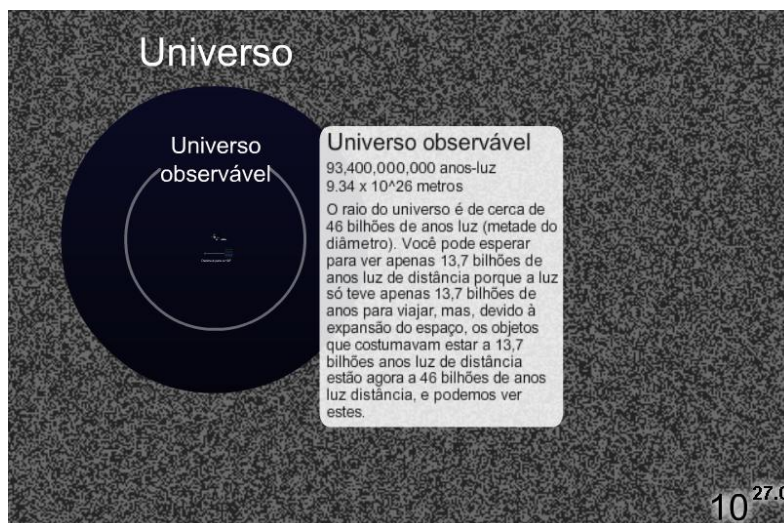 Universo
Universo
observável
Universo observável
93,400,000,000 anos-luz
9.34 x 10^26 metros
O raio do universo é de cerca de
46 bilhões de anos luz (metade do
diâmetro). Você pode esperar
para ver apenas 13,7 bilhões de
anos luz de distância porque a luz
só teve apenas 13,7 bilhões de
anos para viajar, mas, devido à
expansão do espaço, os objetos
que costumavam estar a 13,7
bilhões anos luz de distância
estão agora a 46 bilhões de anos
luz distância, e podemos ver
estes.
10^27.0